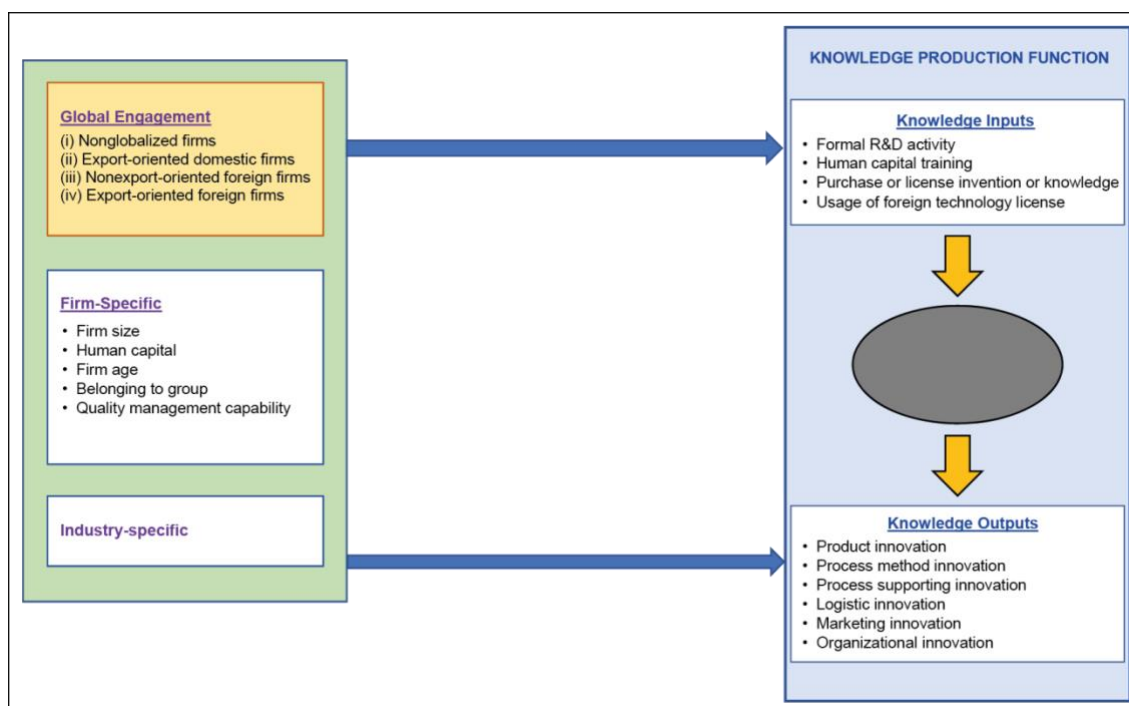 Global Engagement
(i) Nonglobalized firms
(ii) Export-oriented domestic firms
(iii) Nonexport-oriented foreign firms
(iv) Export-oriented foreign firms
Firm-Specific
• Firm size
• Human capital
• Firm age
• Belonging to group
• Quality management capability
Industry-specific
KNOWLEDGE PRODUCTION FUNCTION
Knowledge Inputs
• Formal R&D activity
• Human capital training
• Purchase or license invention or knowledge
• Usage of foreign technology license
Knowledge Outputs
• Product innovation
• Process method innovation
• Process supporting innovation
• Logistic innovation
• Marketing innovation
• Organizational innovation